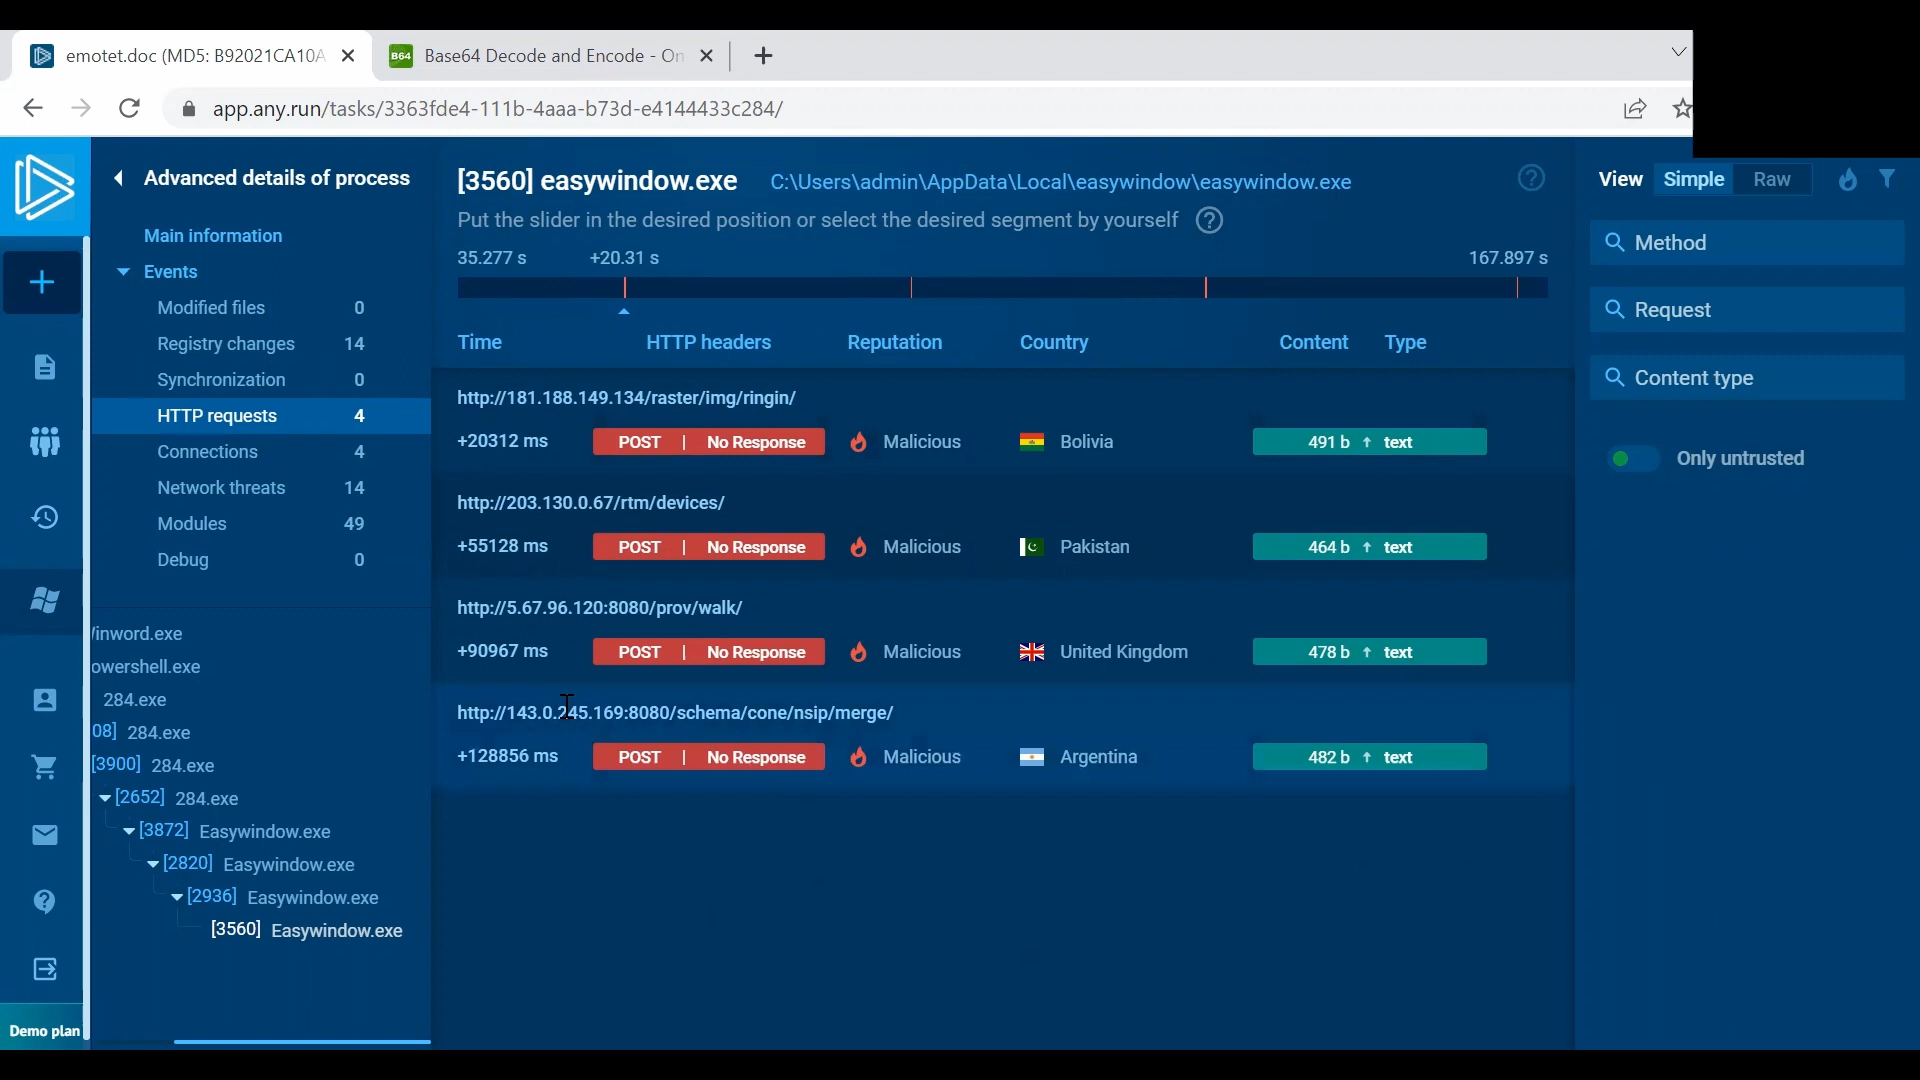 emotet.doc (MD5: B92021CA10A
B64 Base64 Decode and Encode - On
app.any.run/tasks/3363fde4-111b-4aaa-b73d-e4144433c284/
Advanced details of process
Main information
Events
Modified files 0
Registry changes 14
Synchronization 0
HTTP requests 4
Connections 4
Network threats 14
Modules 49
Debug 0
inword.exe
owershell.exe
284.exe
08] 284.exe
[3900] 284.exe
[2652] 284.exe
[3872] Easywindow.exe
[2820] Easywindow.exe
[2936] Easywindow.exe
[3560] Easywindow.exe
Demo plan
[3560] easywindow.exe C:\Users\admin\AppData\Local\easywindow\easywindow.exe
Put the slider in the desired position or select the desired segment by yourself ?
35.277 s +20.31 s 167.897 s
Time HTTP headers Reputation Country Content Type
http://181.188.149.134/raster/img/ringin/
+20312 ms POST | No Response Malicious Bolivia 491 b ↑ text
http://203.130.0.67/rtm/devices/
+55128 ms POST | No Response Malicious Pakistan 464 b ↑ text
http://5.67.96.120:8080/prov/walk/
+90967 ms POST | No Response Malicious United Kingdom 478 b ↑ text
http://143.0.245.169:8080/schema/cone/nsip/merge/
+128856 ms POST | No Response Malicious Argentina 482 b ↑ text
View Simple Raw
Method
Request
Content type
Only untrusted